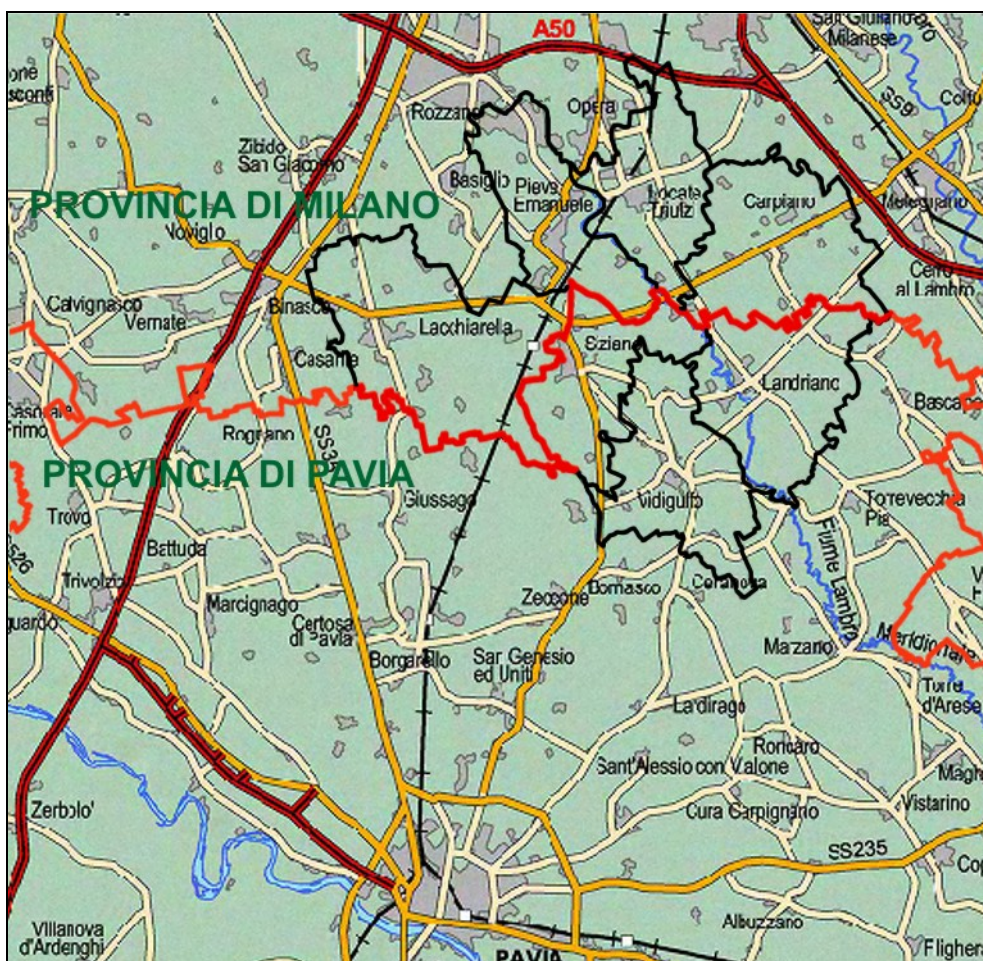 A50
San Giuliano
Milanese
SS9
Rozzano
Opera
Zibido
San Giacomo
Basiglio
Pieve
Emanuele
Locate
Triulzi
Carpiano
PROVINCIA DI MILANO
Noviglio
Melegnano
Cerro
al Lambro
Calvignasco
Vernate
Binasco
Lacchiarella
Siziano
Casarile
Landriano
Rognano
SS35
PROVINCIA DI PAVIA
Giussago
Vidigulfo
Torrevecchia
Pia
Trovo
Battuda
Fiume Lambro
Trivolzio
Marcignago
Zeccone
Bornasco
Ceranova
Certosa
di Pavia
Borgarello
San Genesio
ed Uniti
Marzano
Lardirago
Torre
d'Arese
Roncaro
Sant'Alessio con Vialone
Zerbolo'
Cura Carpignano
Vistarino
SS235
Villanova
d'Ardenghi
Albuzzano
PAVIA